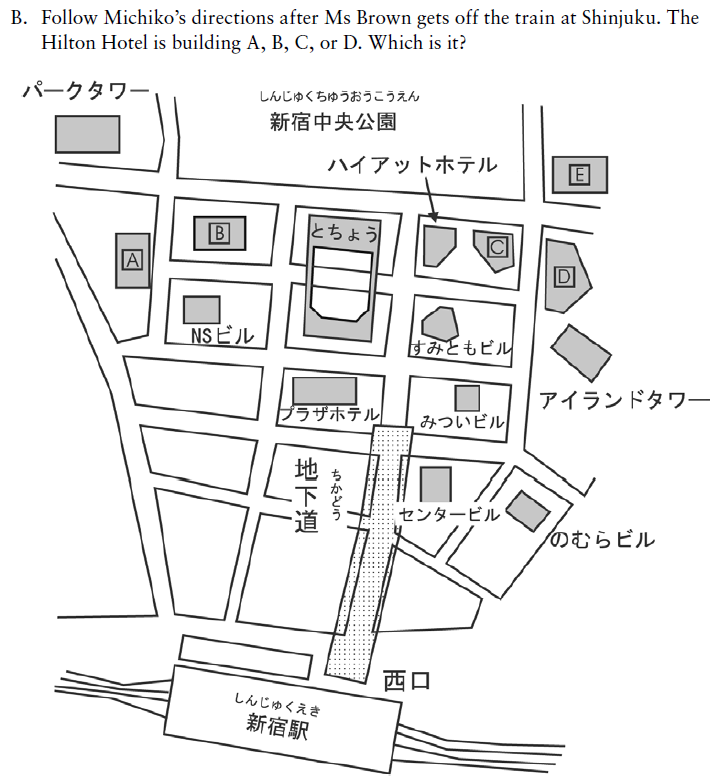 B. Follow Michiko’s directions after Ms Brown gets off the train at Shinjuku. The
Hilton Hotel is building A, B, C, or D. Which is it?
パークタワー
しんじゅくちゅうおうこうえん
新宿中央公園
ハイアットホテル
E
B
とちょう
C
A
D
NSビル
すみともビル
アイランドタワー
プラザホテル
みついビル
地下道
ちかどう
センタービル
のむらビル
西口
しんじゅくえき
新宿駅